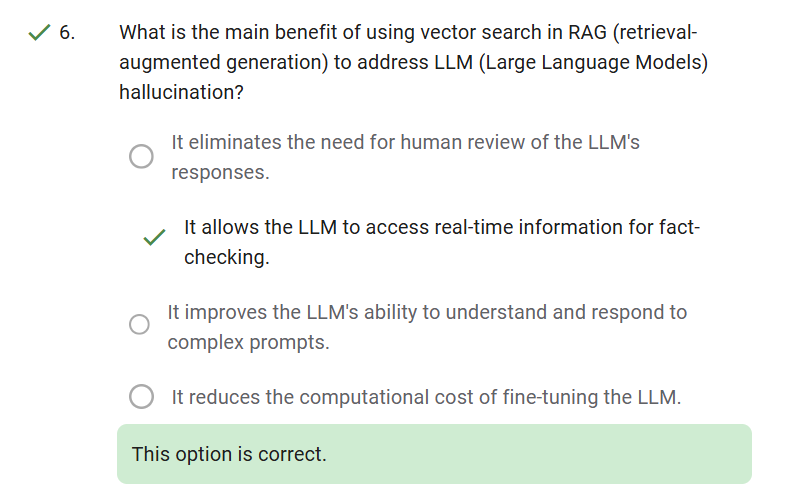 6. What is the main benefit of using vector search in RAG (retrieval-
augmented generation) to address LLM (Large Language Models)
hallucination?
It eliminates the need for human review of the LLM's
responses.
It allows the LLM to access real-time information for fact-
checking.
It improves the LLM's ability to understand and respond to
complex prompts.
It reduces the computational cost of fine-tuning the LLM.
This option is correct.